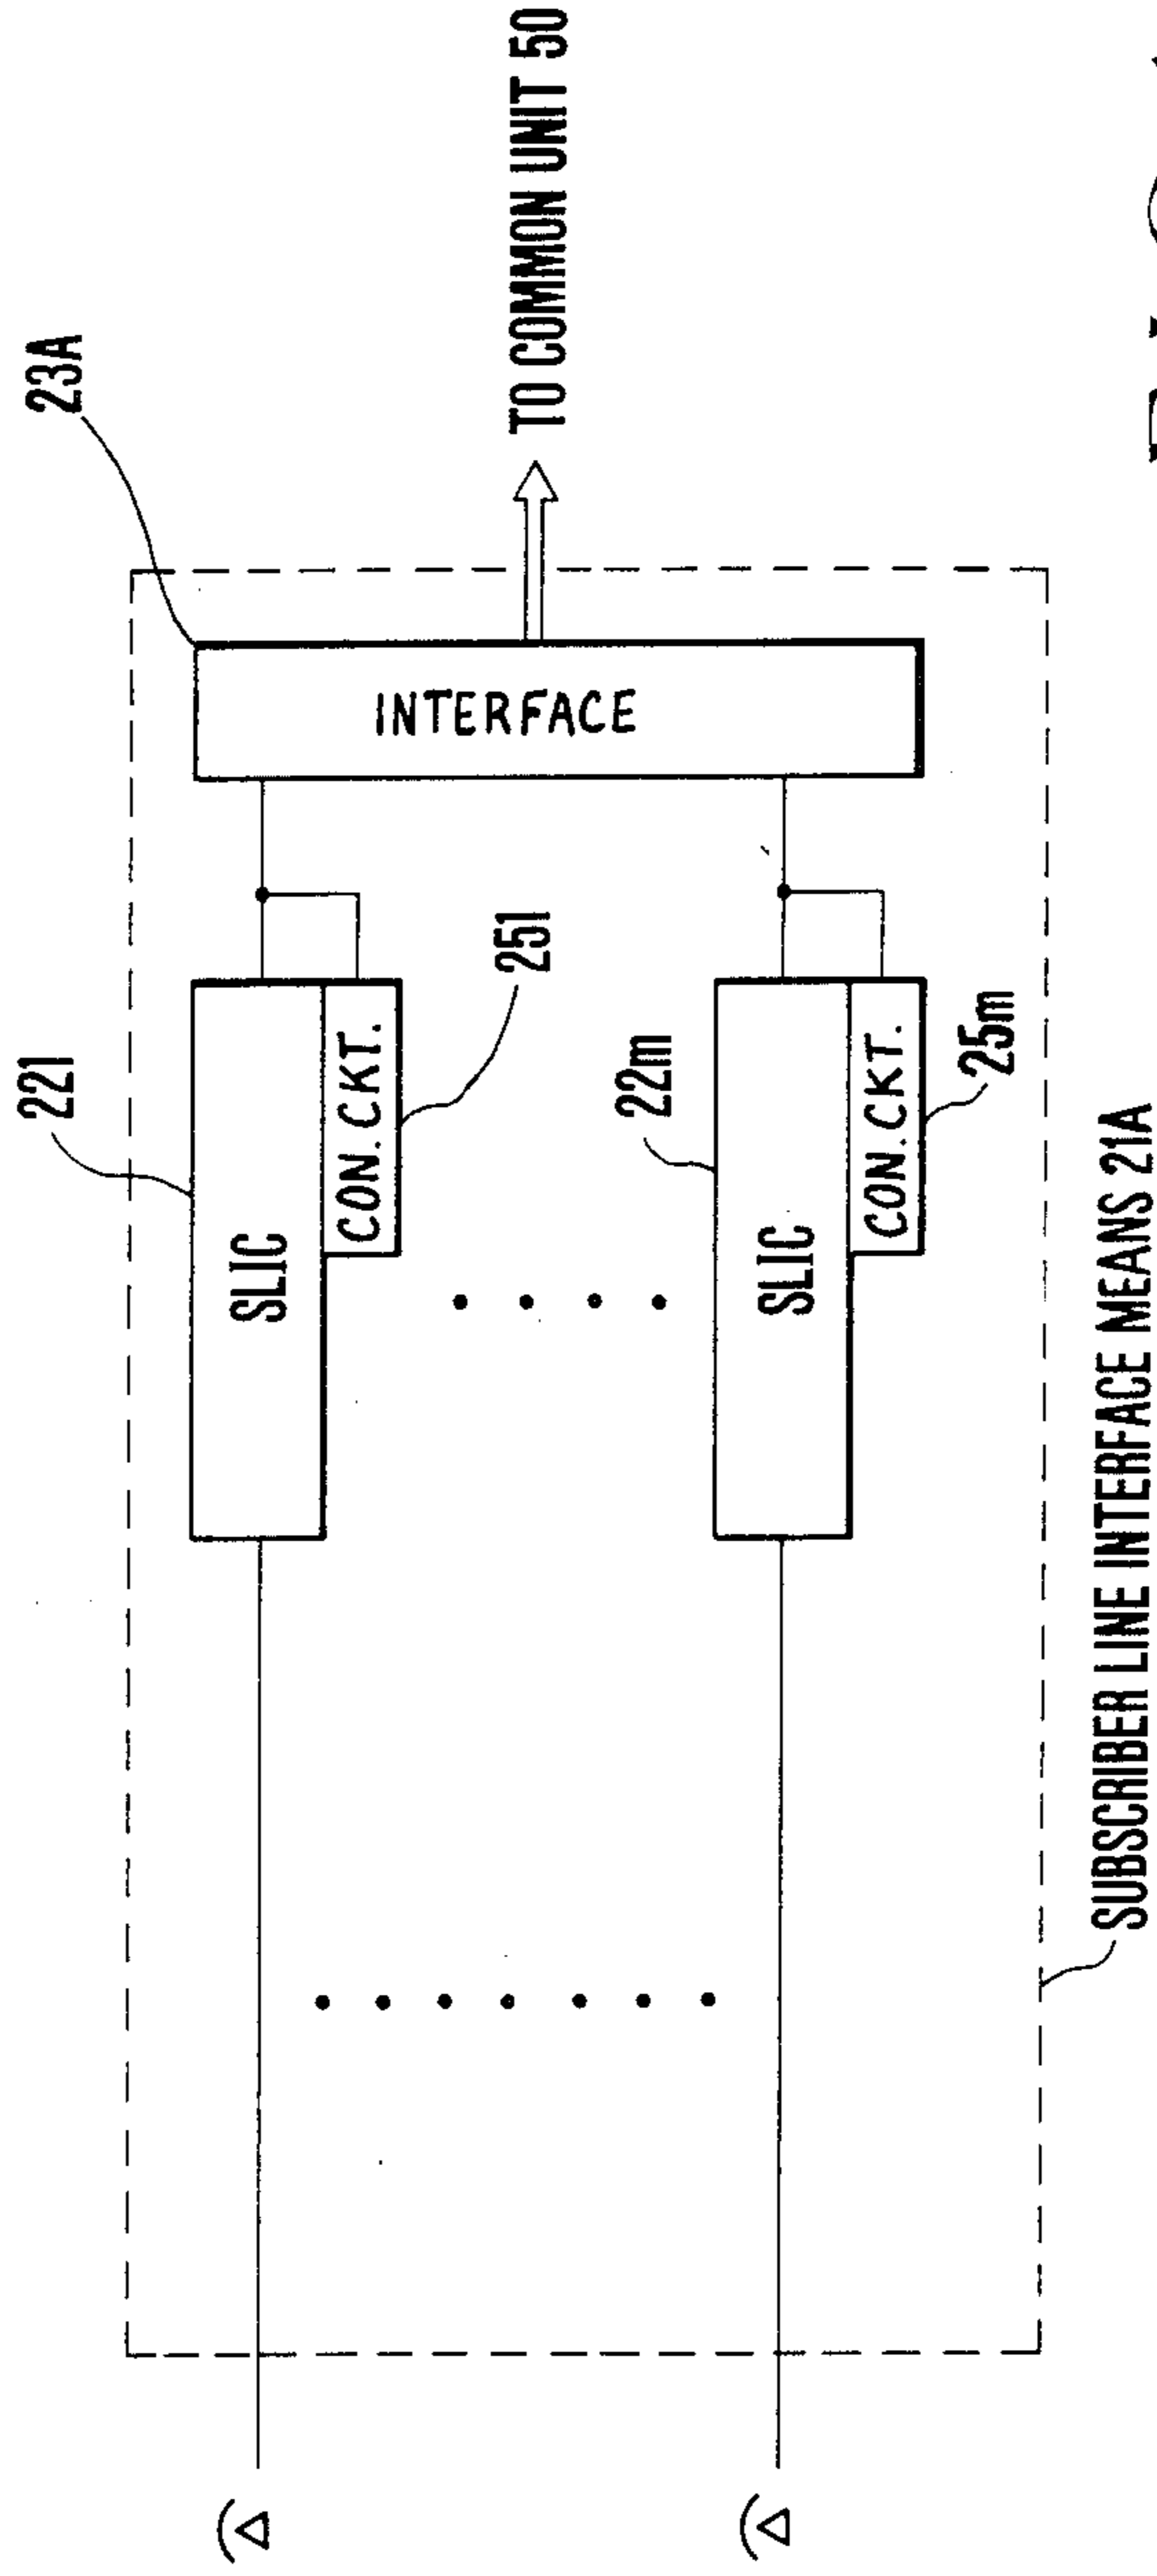 23A
TO COMMON UNIT 50
INTERFACE
221
SLIC
CON. CKT.
251
22m
SLIC
CON. CKT.
25m
SUBSCRIBER LINE INTERFACE MEANS 21A